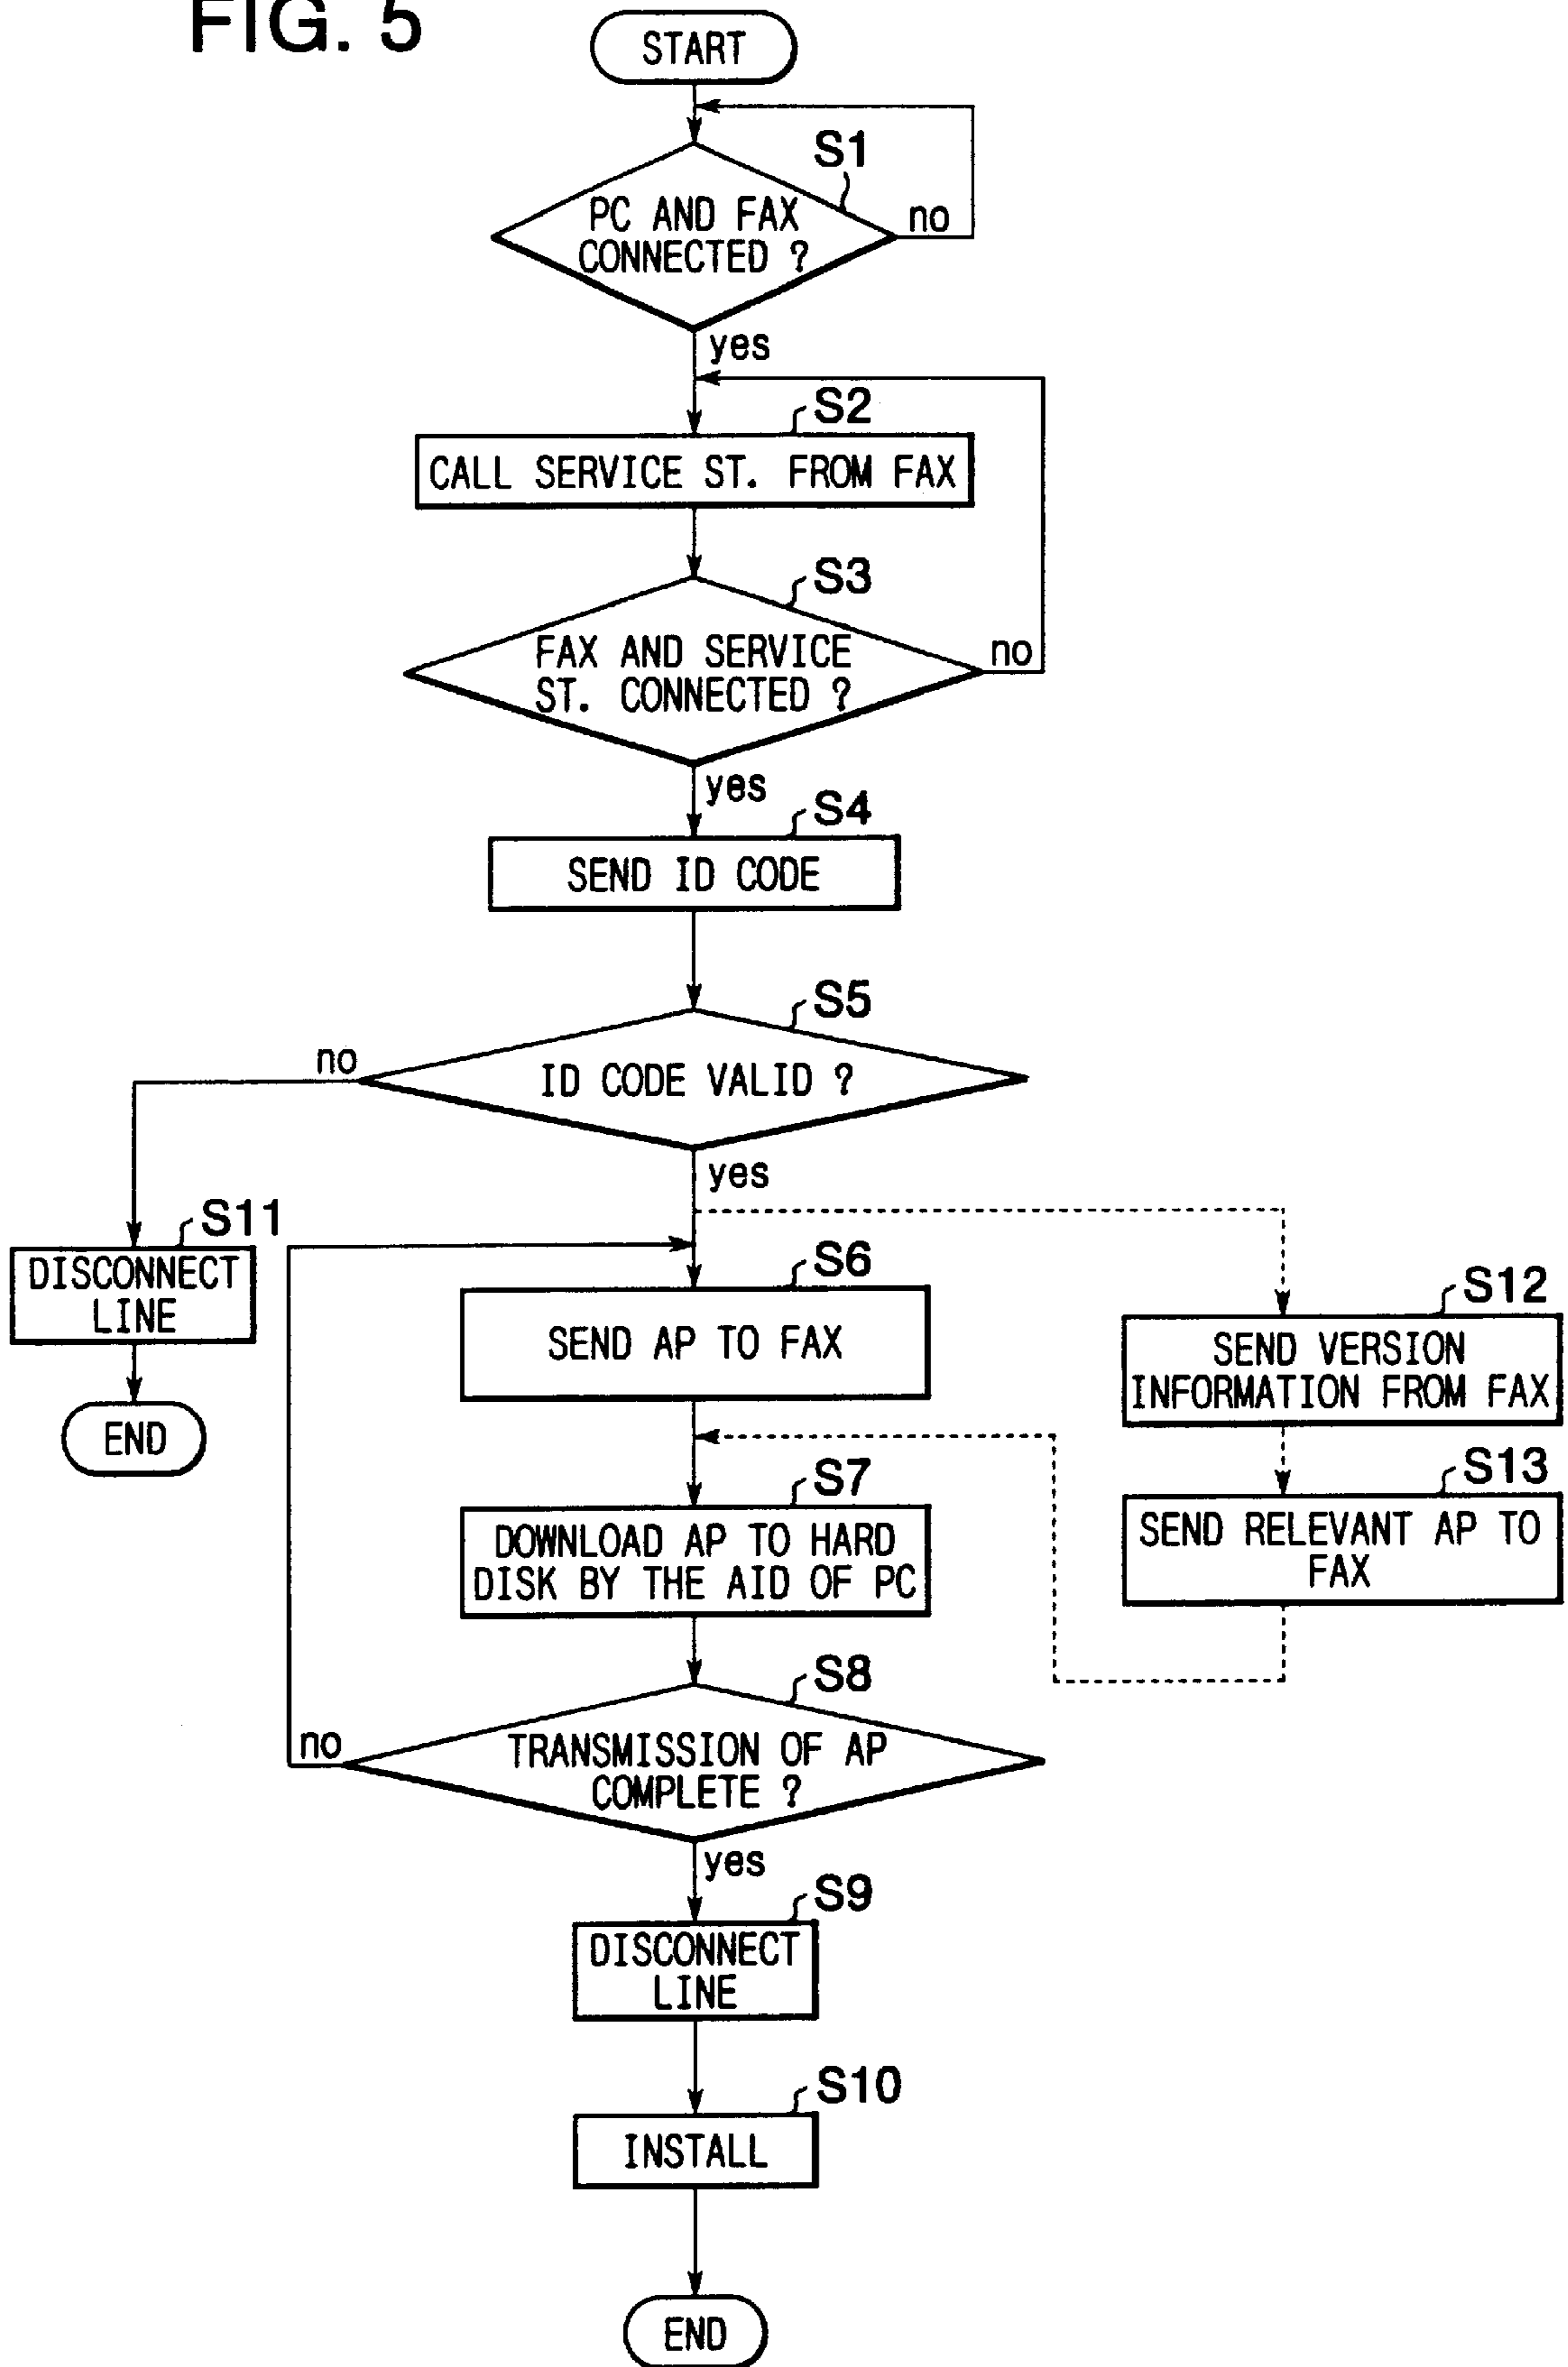 FIG. 5
START
S1
PC AND FAX
CONNECTED ?
no
yes
S2
CALL SERVICE ST. FROM FAX
S3
FAX AND SERVICE
ST. CONNECTED ?
no
yes
S4
SEND ID CODE
S5
no
ID CODE VALID ?
yes
S11
DISCONNECT
LINE
END
S6
SEND AP TO FAX
S12
SEND VERSION
INFORMATION FROM FAX
S13
SEND RELEVANT AP TO
FAX
S7
DOWNLOAD AP TO HARD
DISK BY THE AID OF PC
S8
no
TRANSMISSION OF AP
COMPLETE ?
yes
S9
DISCONNECT
LINE
S10
INSTALL
END